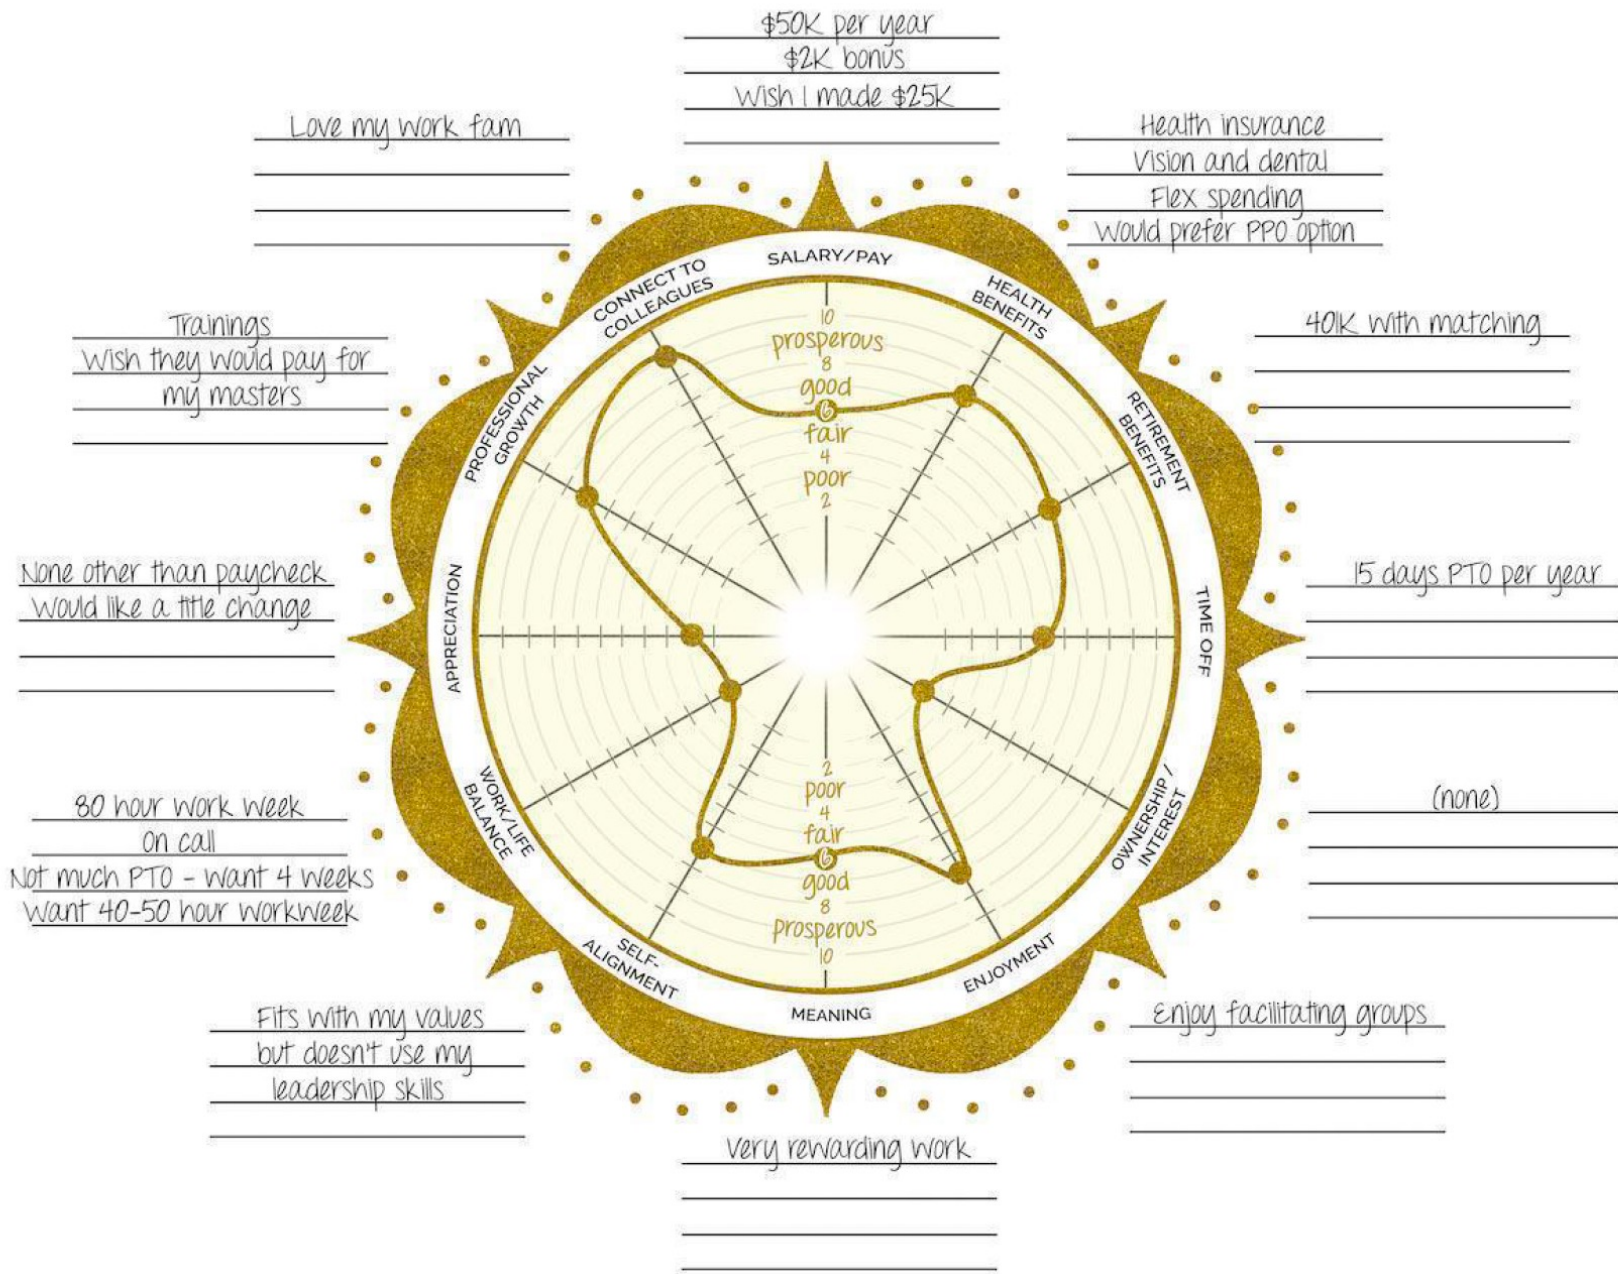 $50K per year
$2K bonus
Wish I made $25K
Love my work fam
Health insurance
Vision and dental
Flex spending
Would prefer PPO option
Trainings
Wish they would pay for
my masters
401K with matching
None other than paycheck
Would like a title change
15 days PTO per year
80 hour work week
On call
Not much PTO - want 4 weeks
Want 40-50 hour workweek
(none)
Fits with my values
but doesn't use my
leadership skills
Enjoy facilitating groups
Very rewarding work
SALARY/PAY
HEALTH
BENEFITS
RETIREMENT
BENEFITS
TIME OFF
OWNERSHIP /
INTEREST
ENJOYMENT
MEANING
SELF-
ALIGNMENT
WORK/LIFE
BALANCE
APPRECIATION
PROFESSIONAL
GROWTH
CONNECT TO
COLLEAGUES
10
prosperous
8
good
6
fair
4
poor
2
2
poor
4
fair
6
good
8
prosperous
10